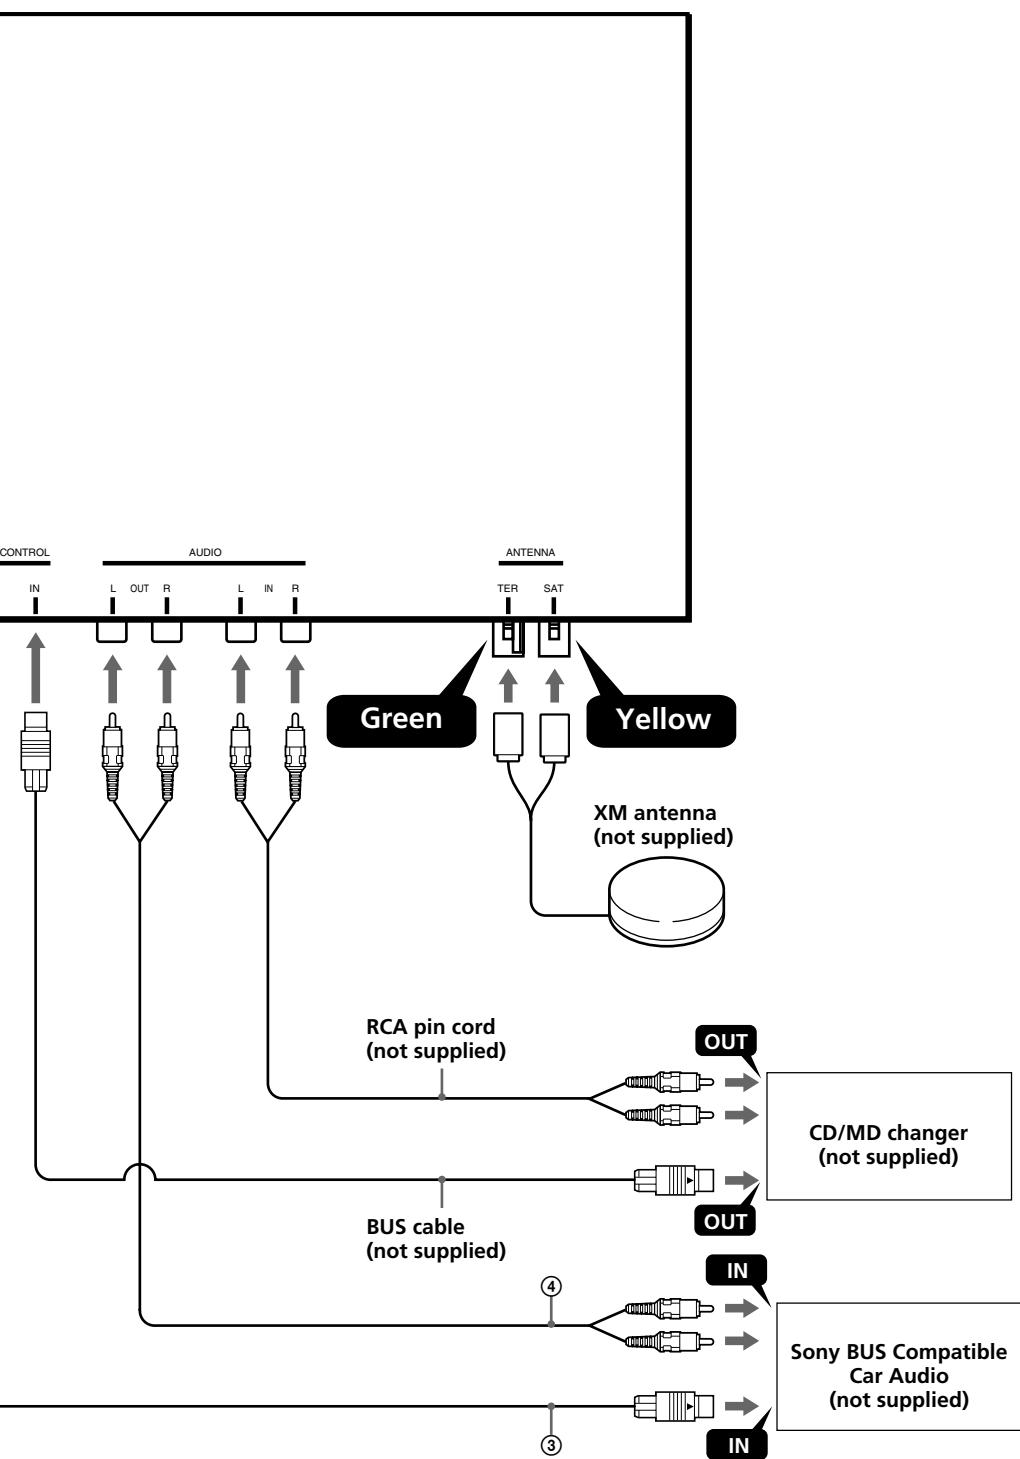 CONTROL AUDIO ANTENNA
IN L OUT R L IN R TER SAT
Green Yellow
XM antenna
(not supplied)
RCA pin cord
(not supplied)
OUT
CD/MD changer
(not supplied)
OUT
BUS cable
(not supplied)
IN
④
Sony BUS Compatible
Car Audio
(not supplied)
③
IN